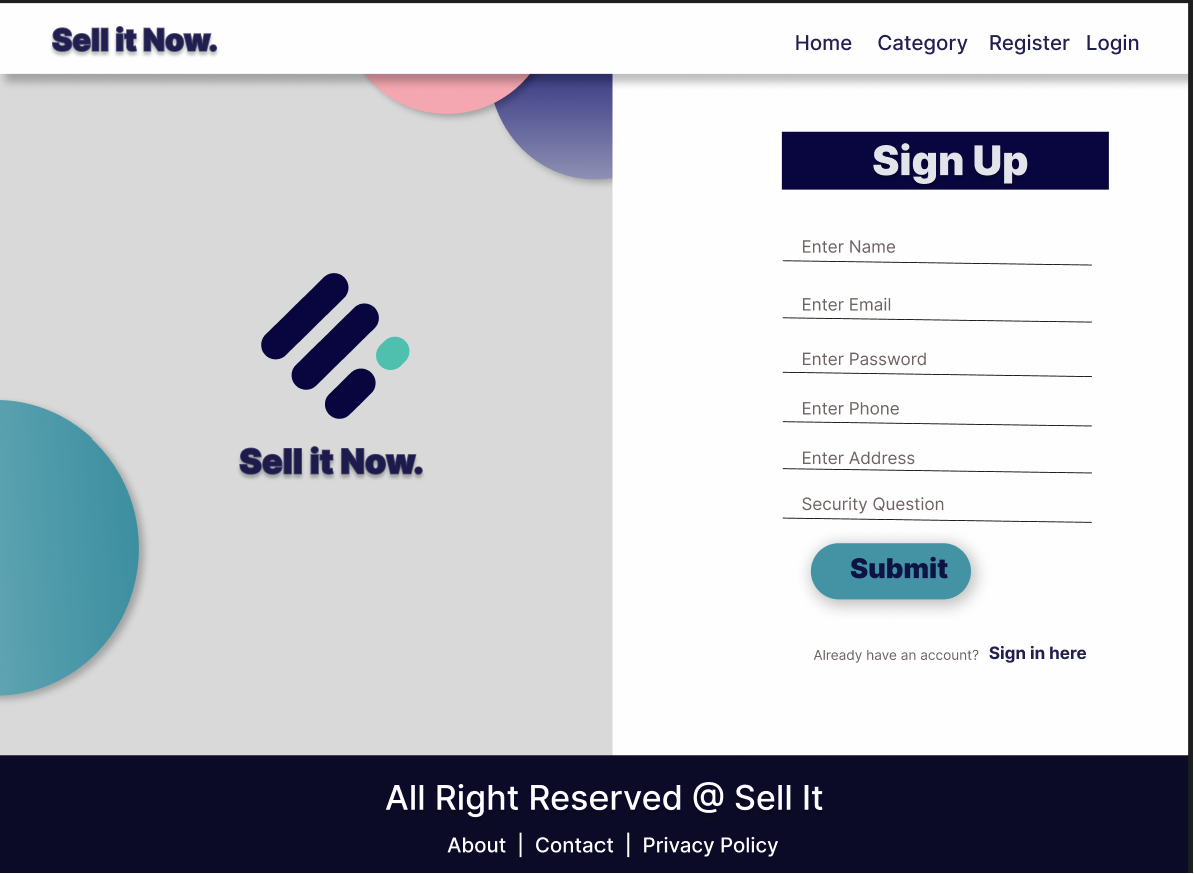 Sell it Now.
Home Category Register Login
Sign Up
Enter Name
Enter Email
Enter Password
Enter Phone
Enter Address
Security Question
Submit
Already have an account? Sign in here
Sell it Now.
All Right Reserved @ Sell It
About | Contact | Privacy Policy